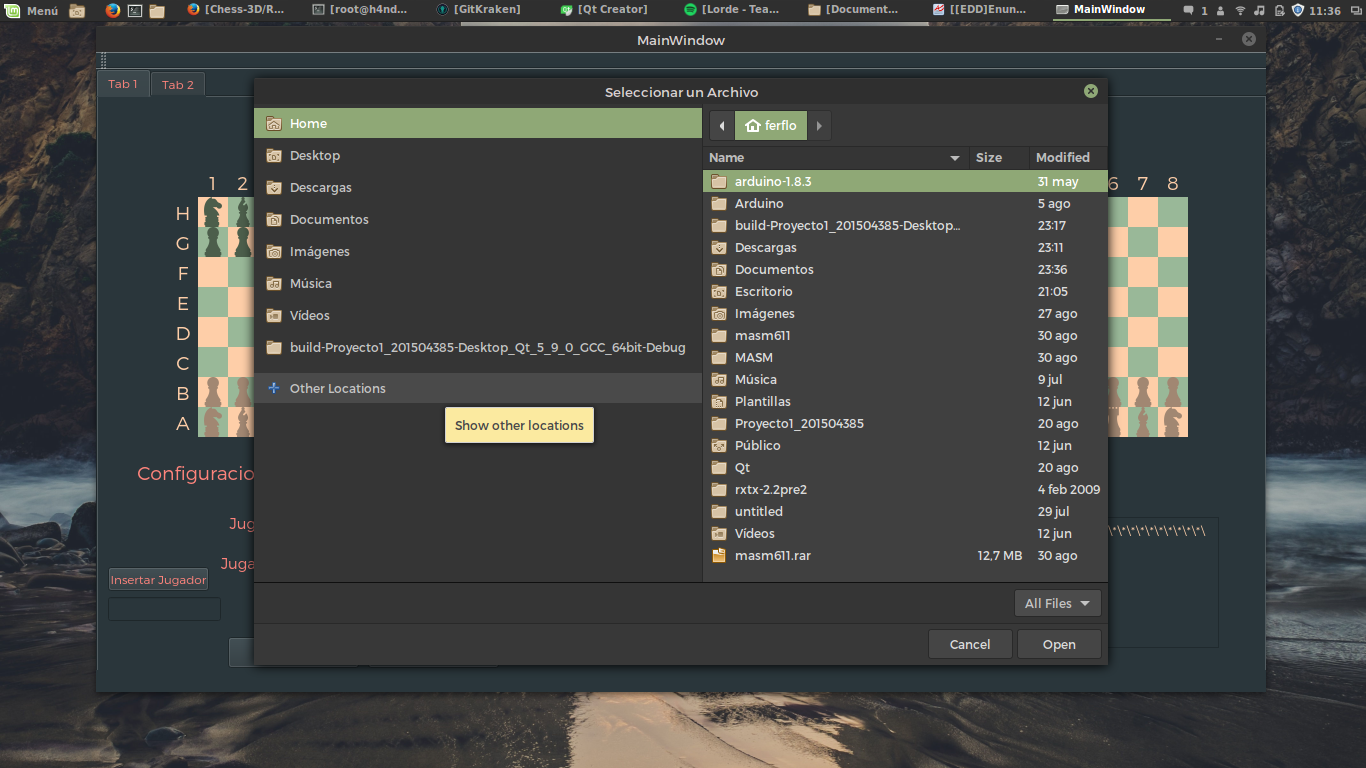 Menú
[Chess-3D/R...
[root@h4nd...
[GitKraken]
[Qt Creator]
[Lorde - Tea...
[Document...
[[EDD]Enun...
MainWindow
1
11:36
MainWindow
Tab 1
Tab 2
Seleccionar un Archivo
Home
Desktop
Descargas
Documentos
Imágenes
Música
Vídeos
build-Proyecto1_201504385-Desktop_Qt_5_9_0_GCC_64bit-Debug
Other Locations
Show other locations
ferflo
Name Size Modified
arduino-1.8.3 31 may
Arduino 5 ago
build-Proyecto1_201504385-Desktop... 23:17
Descargas 23:11
Documentos 23:36
Escritorio 21:05
Imágenes 27 ago
masm611 30 ago
MASM 30 ago
Música 9 jul
Plantillas 12 jun
Proyecto1_201504385 20 ago
Público 12 jun
Qt 20 ago
rxtx-2.2pre2 4 feb 2009
untitled 29 jul
Vídeos 12 jun
masm611.rar 12,7 MB 30 ago
All Files
Cancel
Open
1 2
6 7 8
H
G
F
E
D
C
B
A
Configuracio
Jug
Juga
Insertar Jugador